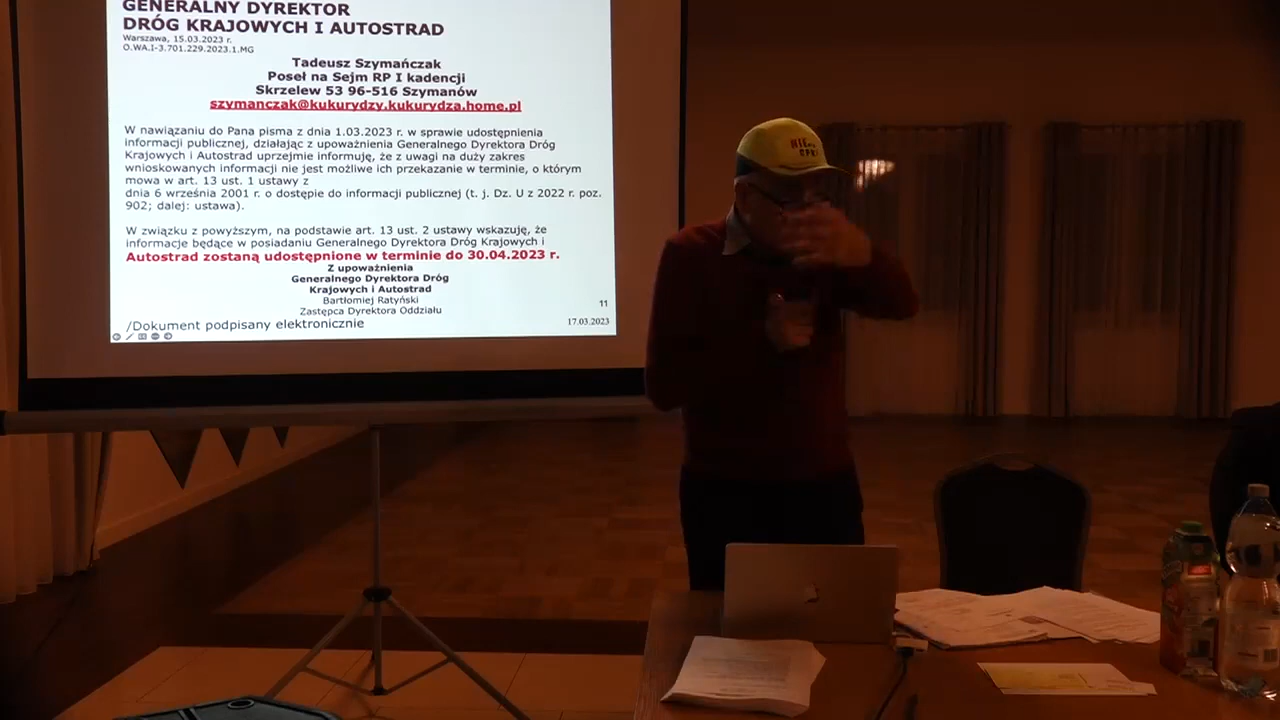 GENERALNY DYREKTOR
DRÓG KRAJOWYCH I AUTOSTRAD
Warszawa, 15.03.2023 r.
O.WA.I-3.701.229.2023.1.MG
Tadeusz Szymańczak
Poseł na Sejm RP I kadencji
Skrzelew 53 96-516 Szymanów
szymanczak@kukurydzy.kukurydza.home.pl
W nawiązaniu do Pana pisma z dnia 1.03.2023 r. w sprawie udostępnienia
informacji publicznej, działając z upoważnienia Generalnego Dyrektora Dróg
Krajowych i Autostrad uprzejmie informuję, że z uwagi na duży zakres
wnioskowanych informacji nie jest możliwe ich przekazanie w terminie, o którym
mowa w art. 13 ust. 1 ustawy z
dnia 6 września 2001 r. o dostępie do informacji publicznej (t. j. Dz. U z 2022 r. poz.
902; dalej: ustawa).
W związku z powyższym, na podstawie art. 13 ust. 2 ustawy wskazuję, że
informacje będące w posiadaniu Generalnego Dyrektora Dróg Krajowych i
Autostrad zostaną udostępnione w terminie do 30.04.2023 r.
Z upoważnienia
Generalnego Dyrektora Dróg
Krajowych i Autostrad
Bartłomiej Ratyński
Zastępca Dyrektora Oddziału
11
/Dokument podpisany elektronicznie
17.03.2023